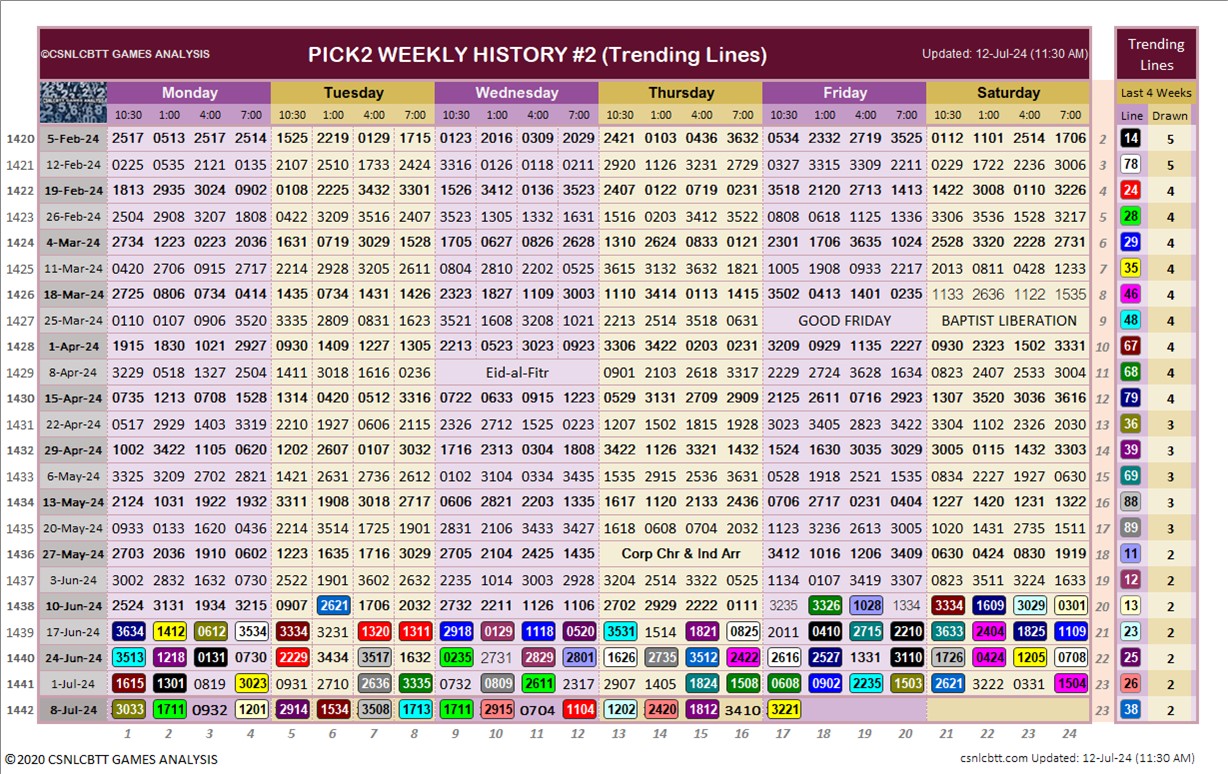 ©CSNLCBTT GAMES ANALYSIS PICK2 WEEKLY HISTORY #2 (Trending Lines) Updated: 12-Jul-24 (11:30 AM) Trending Lines
Monday Tuesday Wednesday Thursday Friday Saturday Last 4 Weeks
10:30 1:00 4:00 7:00 10:30 1:00 4:00 7:00 10:30 1:00 4:00 7:00 10:30 1:00 4:00 7:00 10:30 1:00 4:00 7:00 10:30 1:00 4:00 7:00 Line Drawn
1420 5-Feb-24 2517 0513 2517 2514 1525 2219 0129 1715 0123 2016 0309 2029 2421 0103 0436 3632 0534 2332 2719 3525 0112 1101 2514 1706 2 14 5
1421 12-Feb-24 0225 0535 2121 0135 2107 2510 1733 2424 3316 0126 0118 0211 2920 1126 3231 2729 0327 3315 3309 2211 0229 1722 2236 3006 3 78 5
1422 19-Feb-24 1813 2935 3024 0902 0108 2225 3432 3301 1526 3412 0136 3523 2407 0122 0719 0231 3518 2120 2713 1413 1422 3008 0110 3226 4 24 4
1423 26-Feb-24 2504 2908 3207 1808 0422 3209 3516 2407 3523 1305 1332 1631 1516 0203 3412 3522 0808 0618 1125 1336 3306 3536 1528 3217 5 28 4
1424 4-Mar-24 2734 1223 0223 2036 1631 0719 3029 1528 1705 0627 0826 2628 1310 2624 0833 0121 2301 1706 3635 1024 2528 3320 2228 2731 6 29 4
1425 11-Mar-24 0420 2706 0915 2717 2214 2928 3205 2611 0804 2810 2202 0525 3615 3132 3632 1821 1005 1908 0933 2217 2013 0811 0428 1233 7 35 4
1426 18-Mar-24 2725 0806 0734 0414 1435 0734 1431 1426 2323 1827 1109 3003 1110 3414 0113 1415 3502 0413 1461 0235 1133 2636 1122 1535 8 46 4
1427 25-Mar-24 0110 0107 0906 3520 3335 2809 0831 1623 3521 1608 3208 1021 2213 2514 3518 0631 GOOD FRIDAY BAPTIST LIBERATION 9 48 4
1428 1-Apr-24 1915 1830 1021 2927 0930 1409 1227 1305 2213 0523 3023 0923 3306 3422 0203 0231 3209 0929 1135 2227 0930 2323 1502 3331 10 67 4
1429 8-Apr-24 3229 0518 1327 2504 1411 3018 1616 0236 Eid-al-Fitr 0901 2103 2618 3317 2229 2724 3628 1634 0823 2407 2533 3004 11 68 4
1430 15-Apr-24 0735 1213 0708 1528 1314 0420 0512 3316 0722 0633 0915 1223 0529 3131 2709 2909 2125 2611 0716 2923 1307 3520 3036 3616 12 79 4
1431 22-Apr-24 0517 2929 1403 3319 2210 1927 0606 2113 2326 2712 1525 0223 1207 1502 1815 1928 3023 3405 2823 3422 3304 1102 2326 2030 13 36 3
1432 29-Apr-24 1002 3422 1105 0620 1202 2607 0107 3032 1716 2313 0304 1808 3422 1126 3321 1432 1524 1630 3035 3029 3005 0115 1432 3303 14 39 3
1433 6-May-24 3325 3209 2702 2821 1421 2631 2736 2610 0102 3104 0334 3435 1535 2915 2536 3631 0528 1918 2521 1535 0834 2227 1927 0630 15 69 3
1434 13-May-24 2124 1031 1922 1932 3311 1908 3018 2717 0606 2821 2203 1335 1617 1120 2133 2436 0706 2717 0231 0404 1227 1420 1231 1322 16 88 3
1435 20-May-24 0933 0133 1620 0436 2214 3514 1725 1901 2831 2106 3433 3427 1618 0608 0704 2032 1123 3236 2613 3005 1020 1431 2735 1511 17 89 3
1436 27-May-24 2703 2036 1910 0602 1223 1635 1716 3029 2705 2104 2425 1435 Corp Chr & Ind Arr 3412 1016 1206 3409 0630 0424 0830 1919 18 11 2
1437 3-Jun-24 3002 2832 1632 0730 2522 1901 3602 2632 2235 1014 3003 2928 3204 2514 3322 0525 1134 0107 3419 3307 0823 3511 3224 1633 19 12 2
1438 10-Jun-24 2524 3131 1934 3215 0907 2621 1706 2032 2732 2211 1126 1106 2702 2929 2222 0111 3235 3326 1028 1334 3334 1609 3029 0301 20 13 2
1439 17-Jun-24 3634 1412 0612 3534 3334 3231 1320 1311 2918 0129 1118 0520 3531 1514 1821 0825 2011 0410 2715 2210 3633 2404 1825 1109 21 23 2
1440 24-Jun-24 3513 1218 0131 0730 2229 3434 3517 1632 0235 2731 2829 2801 1626 2735 3512 2422 2616 2527 1331 3110 1726 0424 1205 0708 22 25 2
1441 1-Jul-24 1615 1301 0819 3023 0931 2710 2636 3335 0732 0809 2611 2317 2907 1405 1824 1508 0608 0902 2235 1503 2621 3222 0331 1504 23 26 2
1442 8-Jul-24 3033 1711 0932 1201 2914 1534 3508 1713 1711 2915 0704 1104 1202 2420 1812 3410 3221 23 38 2
1 2 3 4 5 6 7 8 9 10 11 12 13 14 15 16 17 18 19 20 21 22 23 24
©2020 CSNLCBTT GAMES ANALYSIS csnlcbtt.com Updated: 12-Jul-24 (11:30 AM)